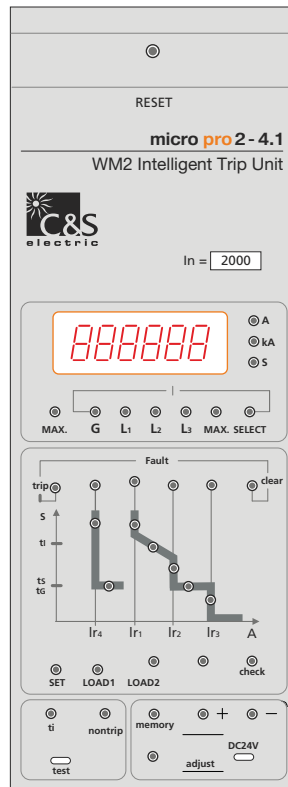 RESET
micro pro 2 - 4.1
WM2 Intelligent Trip Unit
C&S
electric
In = 2000
888888
A
kA
S
I
MAX. G L1 L2 L3 MAX. SELECT
Fault
trip clear
S
tI
tS
tG
Ir4 Ir1 Ir2 Ir3 A
SET LOAD1 LOAD2 check
ti nontrip memory + −
test adjust DC24V